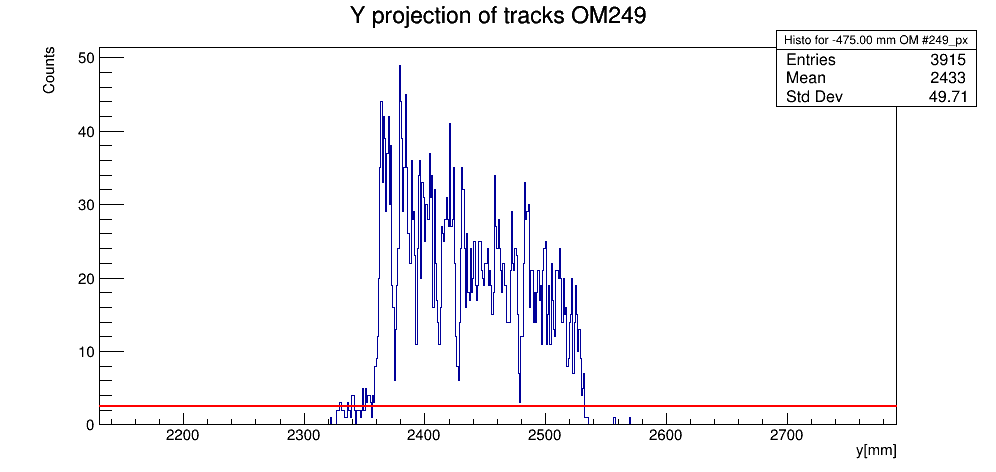 Y projection of tracks OM249
Histo for -475.00 mm OM #249_px
Entries 3915
Mean 2433
Std Dev 49.71
Counts
50
40
30
20
10
0
2200 2300 2400 2500 2600 2700
y[mm]